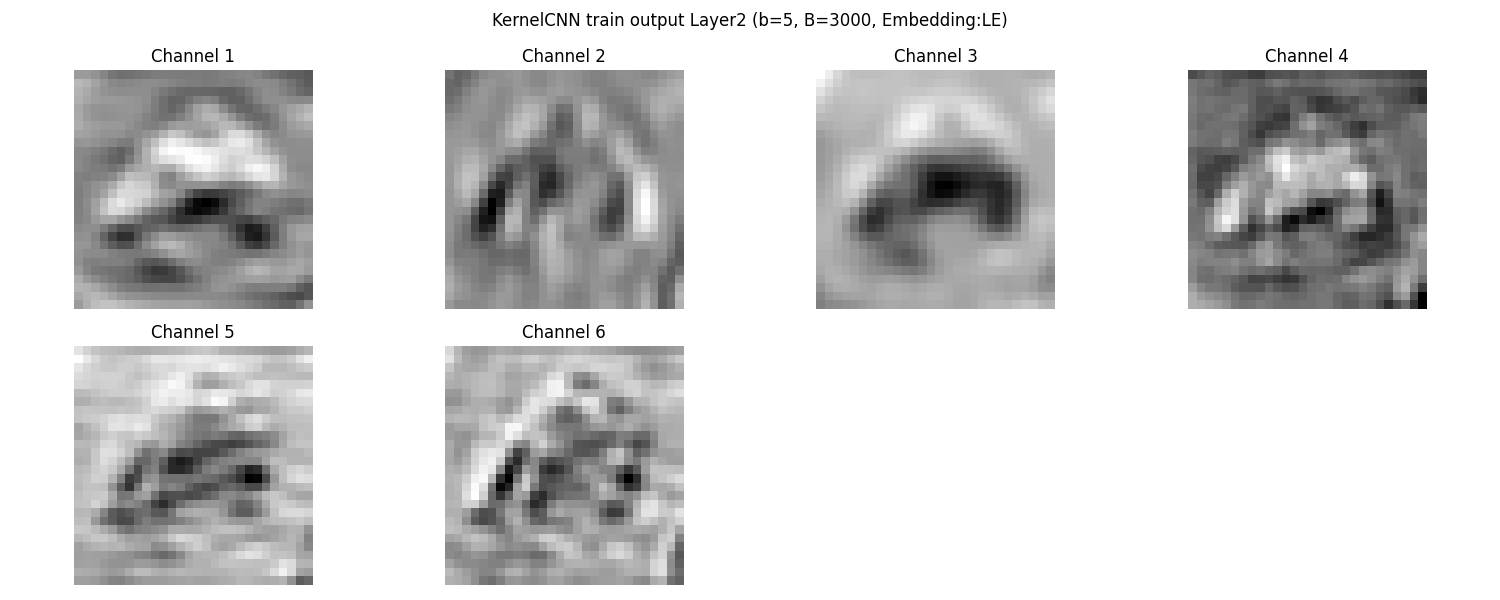 KernelCNN train output Layer2 (b=5, B=3000, Embedding:LE)
Channel 1
Channel 2
Channel 3
Channel 4
Channel 5
Channel 6